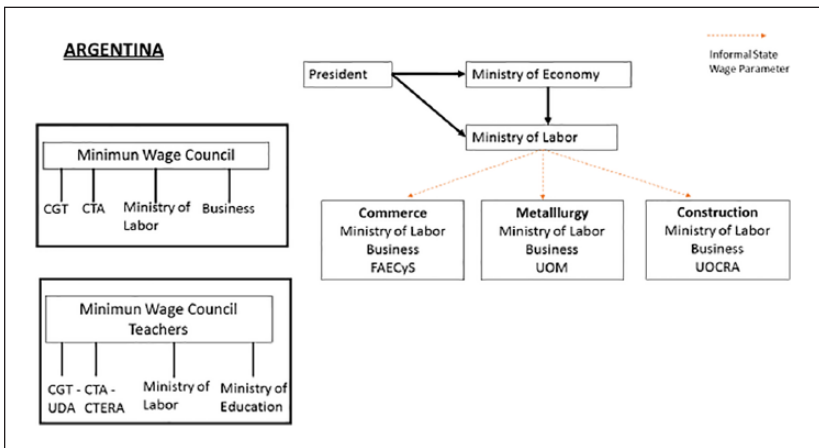 ARGENTINA
Informal State
Wage Parameter
President
Ministry of Economy
Ministry of Labor
Minimun Wage Council
CGT
CTA
Ministry of
Labor
Business
Commerce
Ministry of Labor
Business
FAECyS
Metalllurgy
Ministry of Labor
Business
UOM
Construction
Ministry of Labor
Business
UOCRA
Minimun Wage Council
Teachers
CGT -
UDA
CTA -
CTERA
Ministry of
Labor
Ministry of
Education